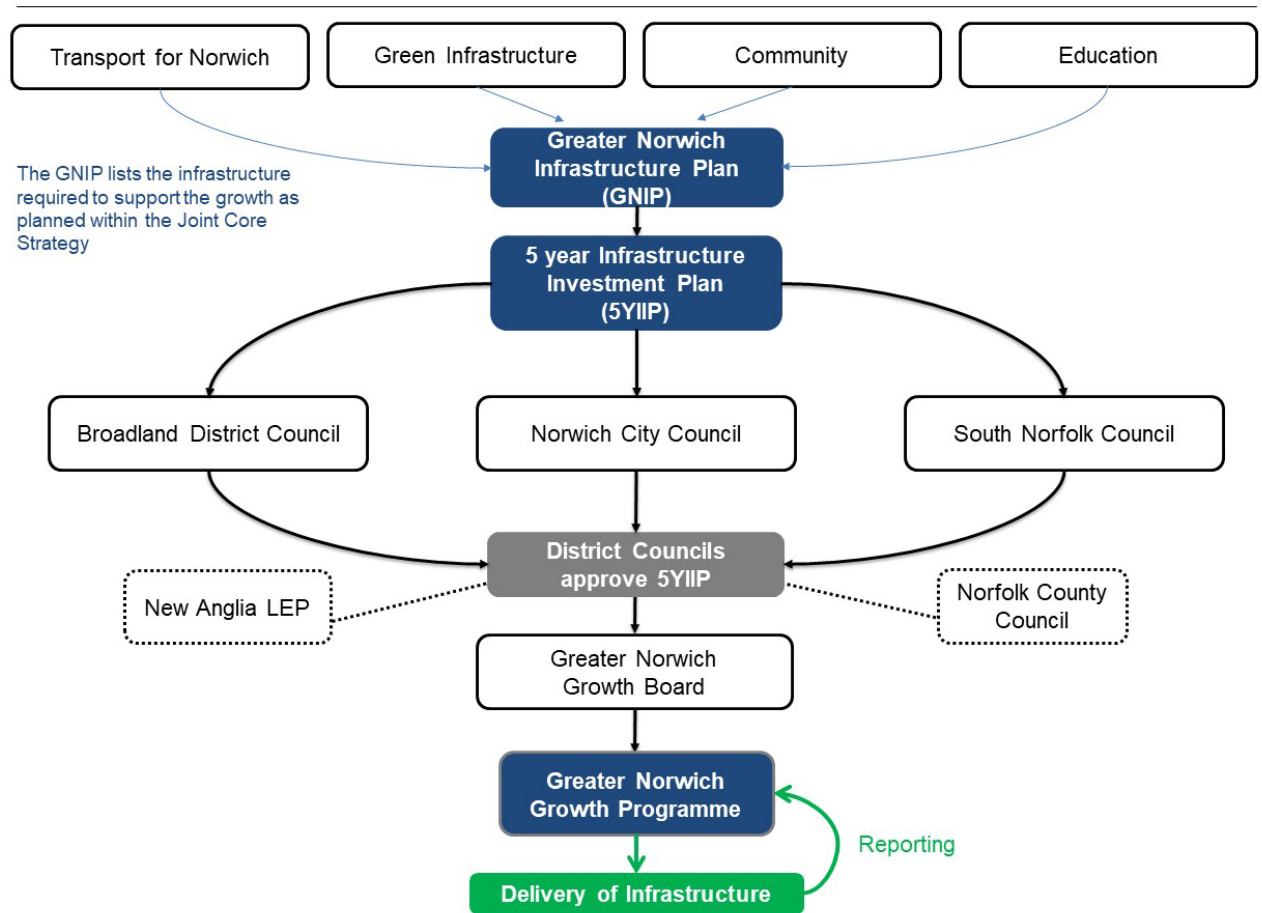 Transport for Norwich
Green Infrastructure
Community
Education
Greater Norwich
Infrastructure Plan
(GNIP)
The GNIP lists the infrastructure
required to support the growth as
planned within the Joint Core
Strategy
5 year Infrastructure
Investment Plan
(5YIIP)
Broadland District Council
Norwich City Council
South Norfolk Council
District Councils
approve 5YIIP
New Anglia LEP
Norfolk County
Council
Greater Norwich
Growth Board
Greater Norwich
Growth Programme
Reporting
Delivery of Infrastructure